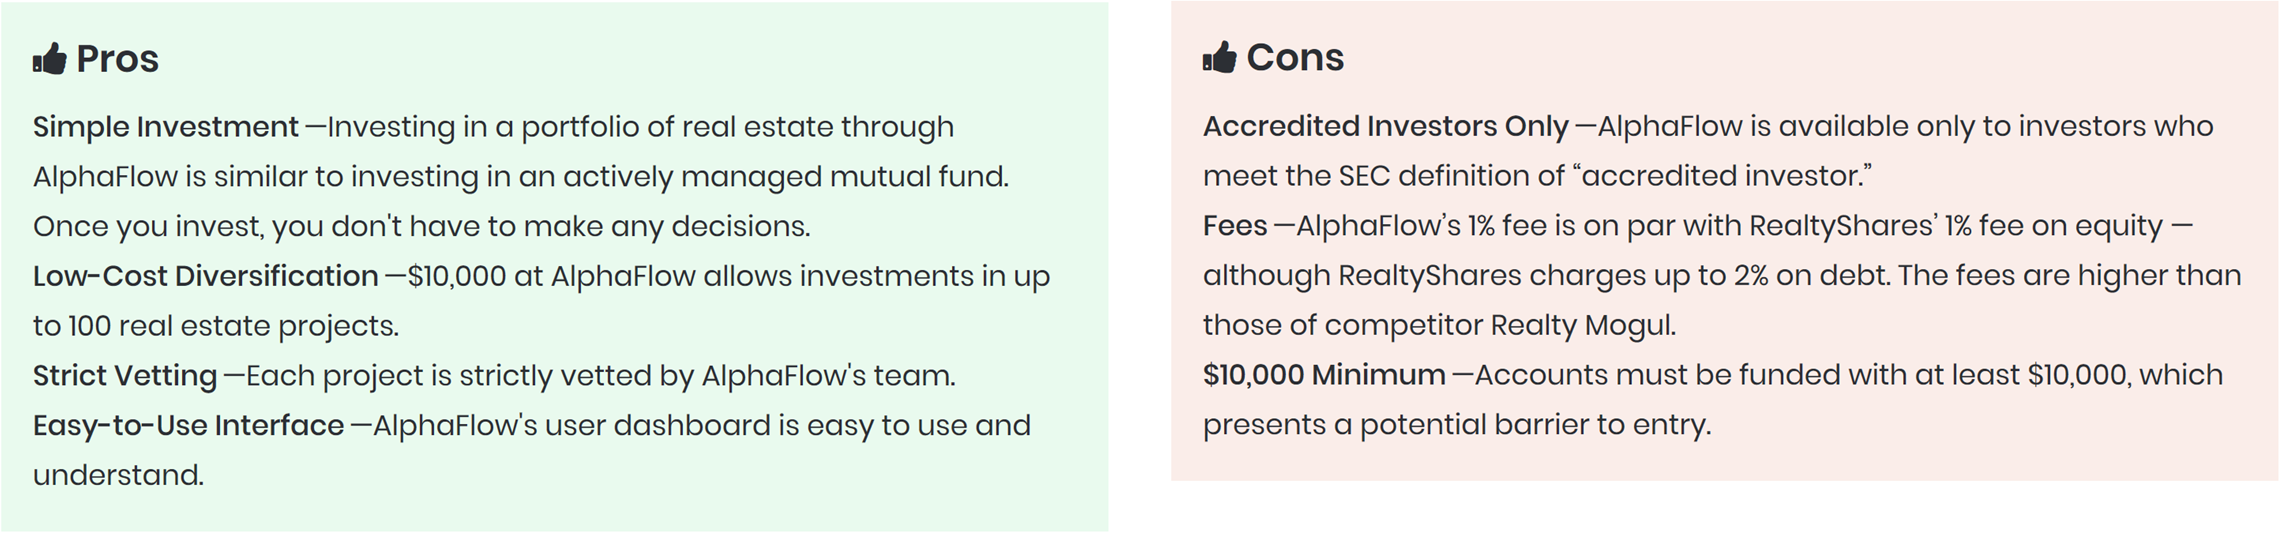 Pros
Simple Investment —Investing in a portfolio of real estate through
AlphaFlow is similar to investing in an actively managed mutual fund.
Once you invest, you don't have to make any decisions.
Low-Cost Diversification —$10,000 at AlphaFlow allows investments in up
to 100 real estate projects.
Strict Vetting —Each project is strictly vetted by AlphaFlow's team.
Easy-to-Use Interface —AlphaFlow's user dashboard is easy to use and
understand.
Cons
Accredited Investors Only —AlphaFlow is available only to investors who
meet the SEC definition of “accredited investor.”
Fees —AlphaFlow’s 1% fee is on par with RealtyShares’ 1% fee on equity —
although RealtyShares charges up to 2% on debt. The fees are higher than
those of competitor Realty Mogul.
$10,000 Minimum —Accounts must be funded with at least $10,000, which
presents a potential barrier to entry.